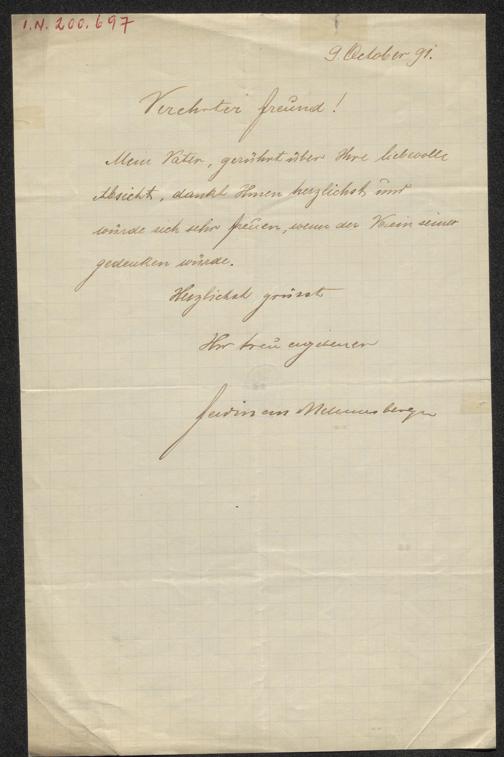 I.N. 200.697
9. October 91.
Verehrter Freund!
Mein Vater, gerührt über Ihre liebevolle
Absicht, dankt Ihnen herzlichst und
würde sich sehr freuen, wenn der Verein seiner
gedenken würde.
Herzlichst grüsst
Ihr treu ergebener
Ferdinand